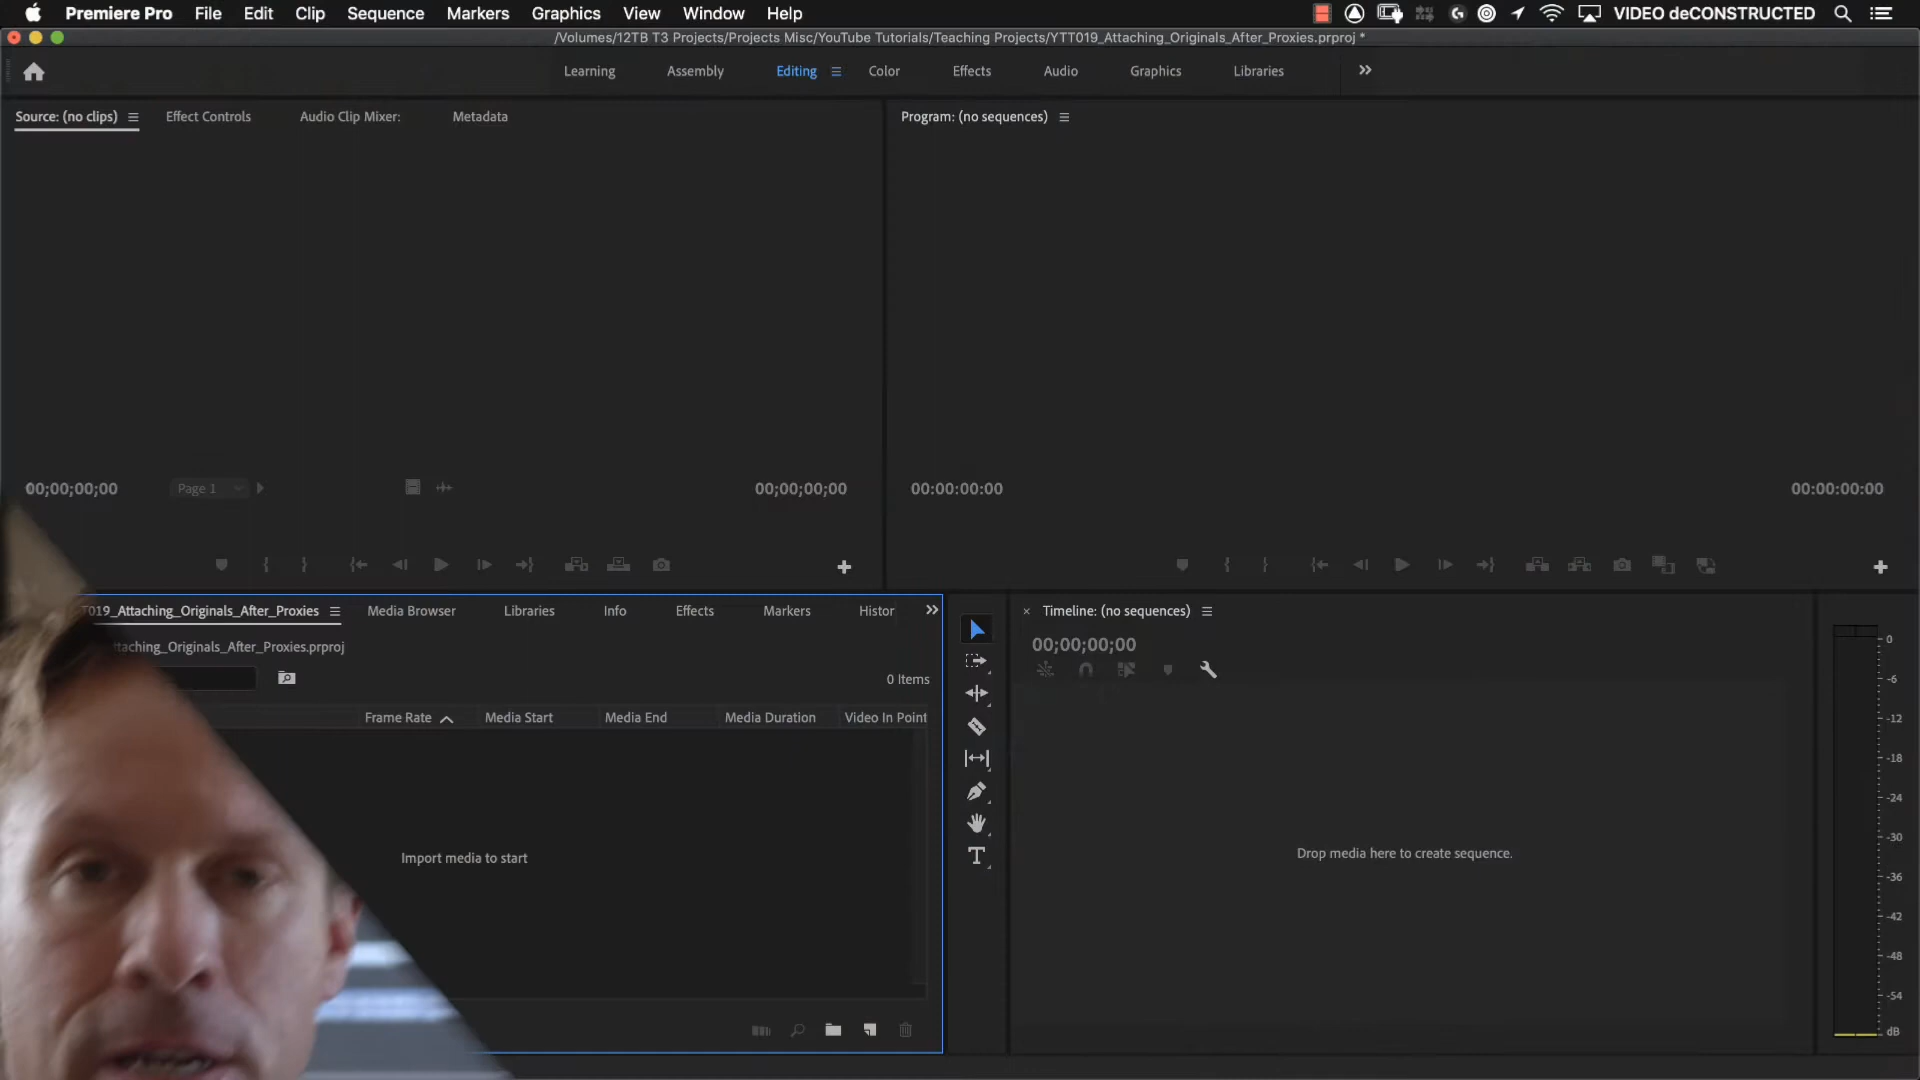 Premiere Pro File Edit Clip Sequence Markers Graphics View Window Help VIDEO deCONSTRUCTED
/Volumes/12TB T3 Projects/Projects Misc/YouTube Tutorials/Teaching Projects/YTT019_Attaching_Originals_After_Proxies.prproj *
Learning Assembly Editing Color Effects Audio Graphics Libraries
Source: (no clips) Effect Controls Audio Clip Mixer: Metadata
Program: (no sequences)
00;00;00;00 Page 1 00;00;00;00
00:00:00:00 00:00:00:00
T019_Attaching_Originals_After_Proxies Media Browser Libraries Info Effects Markers Histor
Timeline: (no sequences)
ttaching_Originals_After_Proxies.prproj
00;00;00;00
0 Items
Frame Rate Media Start Media End Media Duration Video In Point
Import media to start
Drop media here to create sequence.
0
-6
-12
-18
-24
-30
-36
-42
-48
-54
dB